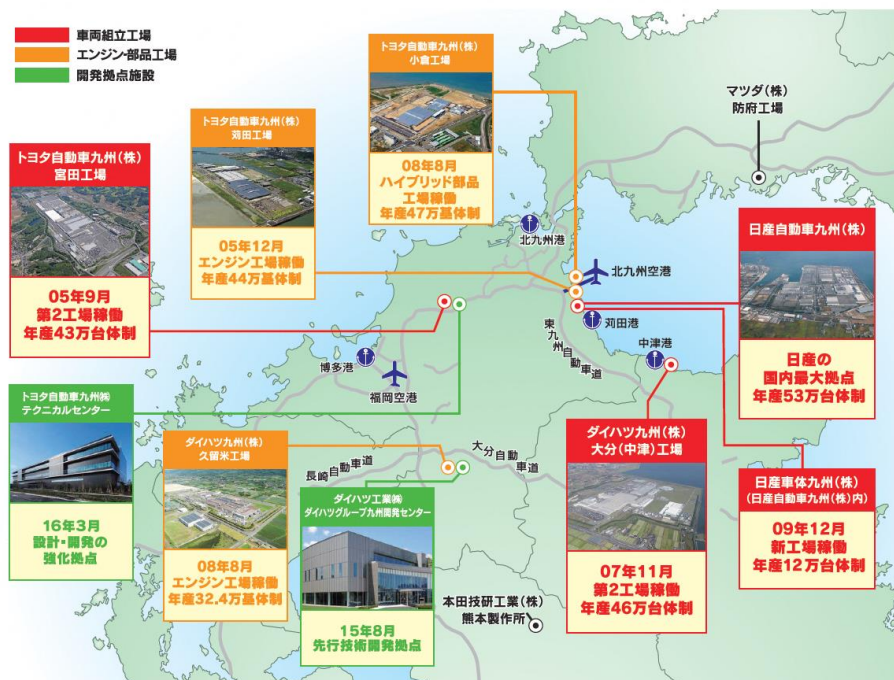 車両組立工場
エンジン・部品工場
開発拠点施設
トヨタ自動車九州(株)
小倉工場
08年8月
ハイブリッド部品
工場稼働
年産47万基体制
トヨタ自動車九州(株)
苅田工場
05年12月
エンジン工場稼働
年産44万基体制
トヨタ自動車九州(株)
宮田工場
05年9月
第2工場稼働
年産43万台体制
マツダ(株)
防府工場
北九州港
北九州空港
苅田港
中津港
東九州自動車道
博多港
福岡空港
日産自動車九州(株)
日産の
国内最大拠点
年産53万台体制
トヨタ自動車九州㈱
テクニカルセンター
16年3月
設計・開発の
強化拠点
ダイハツ九州(株)
久留米工場
08年8月
エンジン工場稼働
年産32.4万基体制
長崎自動車道
大分自動車道
ダイハツ工業㈱
ダイハツグループ九州開発センター
15年8月
先行技術開発拠点
ダイハツ九州(株)
大分(中津)工場
07年11月
第2工場稼働
年産46万台体制
日産車体九州(株)
(日産自動車九州(株)内)
09年12月
新工場稼働
年産12万台体制
本田技研工業(株)
熊本製作所